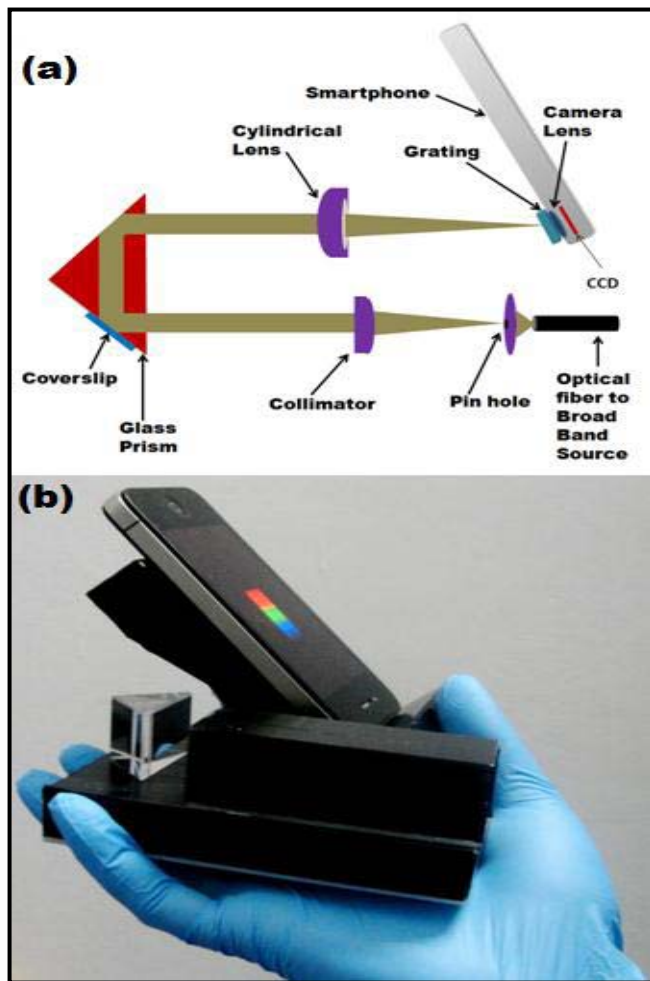 (a)
Smartphone
Camera
Lens
Cylindrical
Lens
Grating
CCD
Coverslip
Glass
Prism
Collimator
Pin hole
Optical
fiber to
Broad
Band
Source
(b)